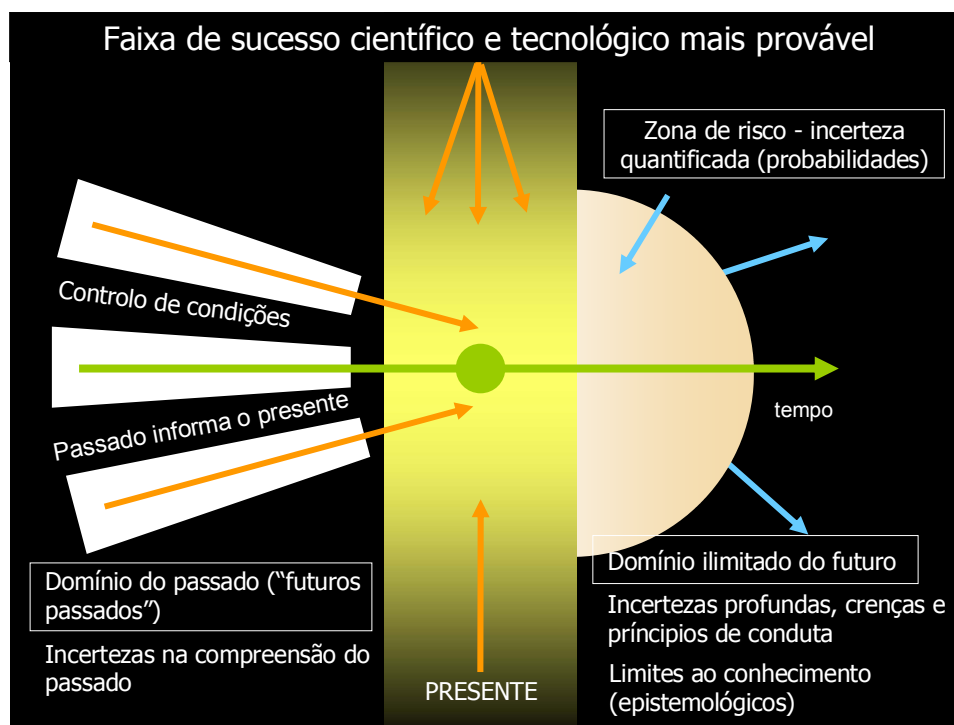 Faixa de sucesso científico e tecnológico mais provável
Zona de risco - incerteza
quantificada (probabilidades)
Controlo de condições
Passado informa o presente
tempo
Domínio do passado (“futuros
passados”)
Incertezas na compreensão do
passado
PRESENTE
Domínio ilimitado do futuro
Incertezas profundas, crenças e
príncipios de conduta
Limites ao conhecimento
(epistemológicos)